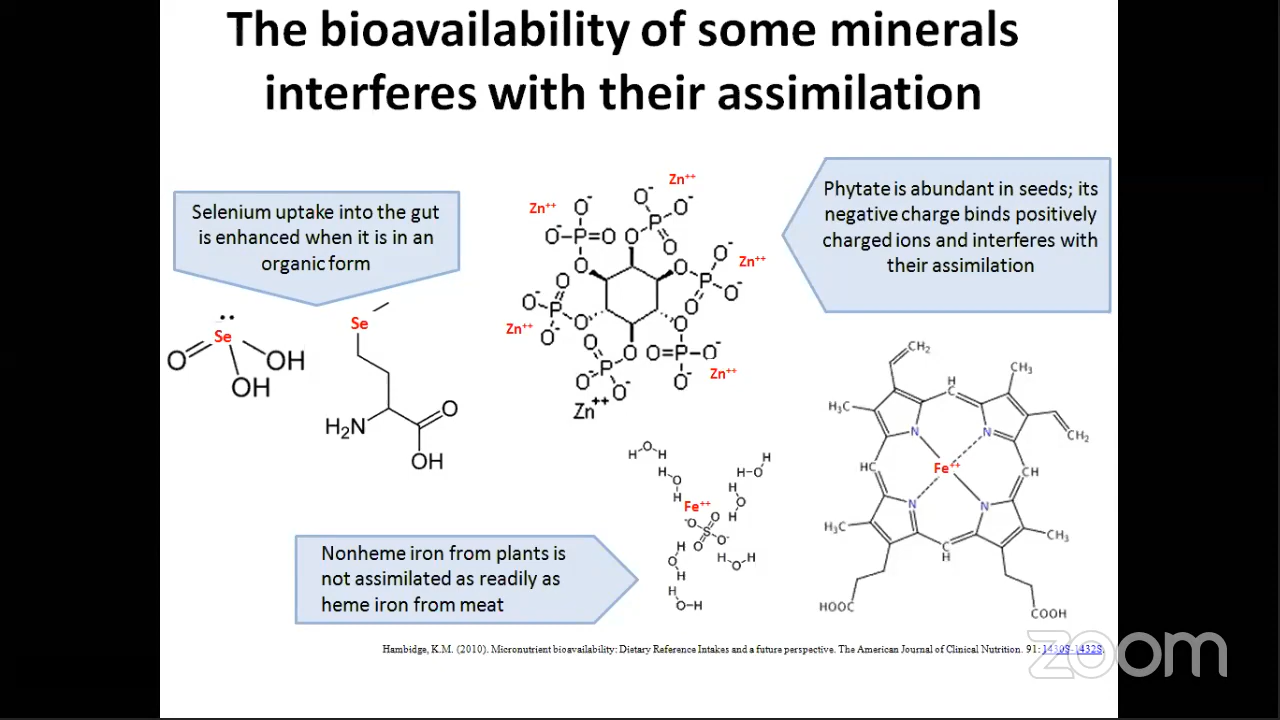 The bioavailability of some minerals
interferes with their assimilation
Selenium uptake into the gut
is enhanced when it is in an
organic form
Phytate is abundant in seeds; its
negative charge binds positively
charged ions and interferes with
their assimilation
Se
O
OH
OH
Se
H₂N
O
OH
Zn⁺⁺
Zn⁺⁺
Zn⁺⁺
Zn⁺⁺
Zn⁺⁺
Zn⁺⁺
Nonheme iron from plants is
not assimilated as readily as
heme iron from meat
Fe⁺⁺
CH₂
CH₃
H
C
H₃C
CH₂
N
N
HC
Fe⁺⁺
CH
N
N
H₃C
CH₃
C
H
HOOC
COOH
Hambidge, K.M. (2010). Micronutrient bioavailability: Dietary Reference Intakes and a future perspective. The American Journal of Clinical Nutrition. 91: 1430S-1432S.
zoom